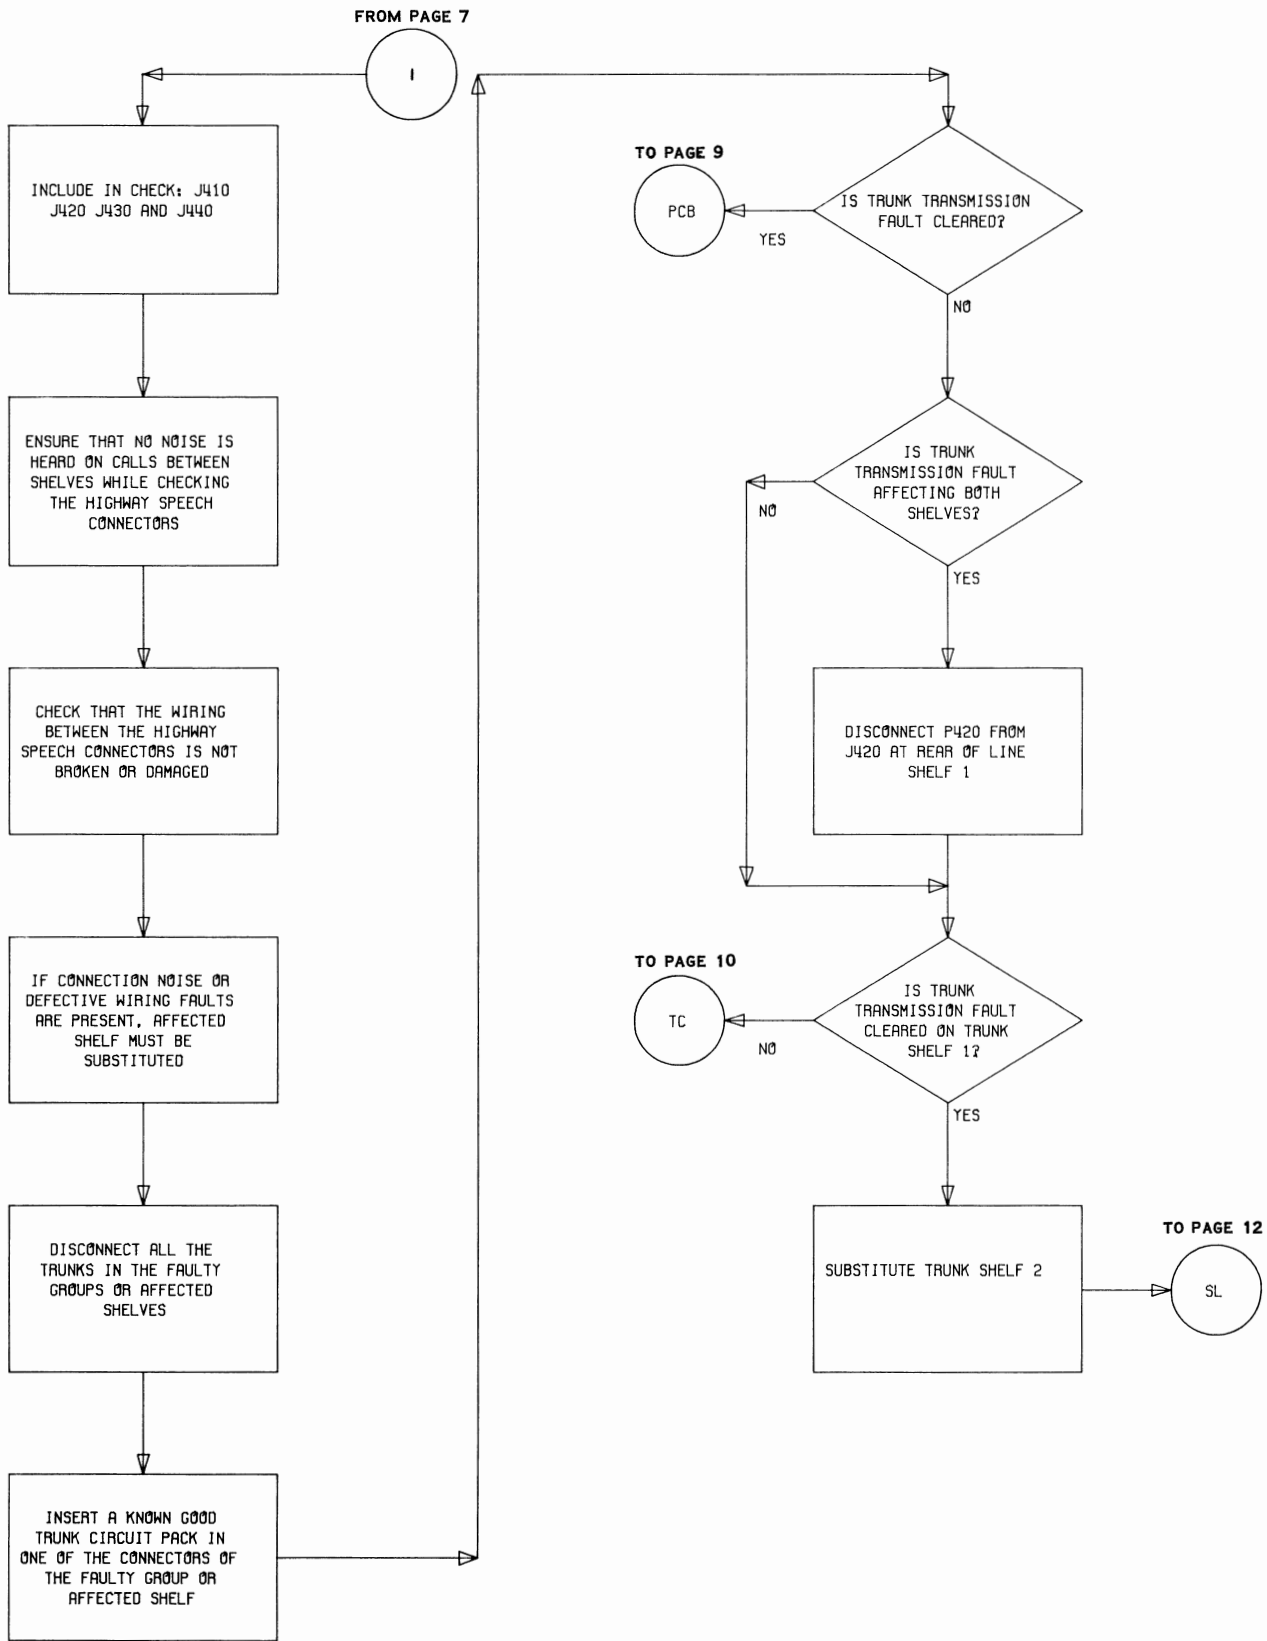 FROM PAGE 7
I
INCLUDE IN CHECK: J410
J420 J430 AND J440
ENSURE THAT NO NOISE IS
HEARD ON CALLS BETWEEN
SHELVES WHILE CHECKING
THE HIGHWAY SPEECH
CONNECTORS
CHECK THAT THE WIRING
BETWEEN THE HIGHWAY
SPEECH CONNECTORS IS NOT
BROKEN OR DAMAGED
IF CONNECTION NOISE OR
DEFECTIVE WIRING FAULTS
ARE PRESENT, AFFECTED
SHELF MUST BE
SUBSTITUTED
DISCONNECT ALL THE
TRUNKS IN THE FAULTY
GROUPS OR AFFECTED
SHELVES
INSERT A KNOWN GOOD
TRUNK CIRCUIT PACK IN
ONE OF THE CONNECTORS OF
THE FAULTY GROUP OR
AFFECTED SHELF
IS TRUNK TRANSMISSION
FAULT CLEARED?
TO PAGE 9
PCB
YES
NO
IS TRUNK
TRANSMISSION FAULT
AFFECTING BOTH
SHELVES?
NO
YES
DISCONNECT P420 FROM
J420 AT REAR OF LINE
SHELF 1
IS TRUNK
TRANSMISSION FAULT
CLEARED ON TRUNK
SHELF 1?
TO PAGE 10
TC
NO
YES
SUBSTITUTE TRUNK SHELF 2
TO PAGE 12
SL